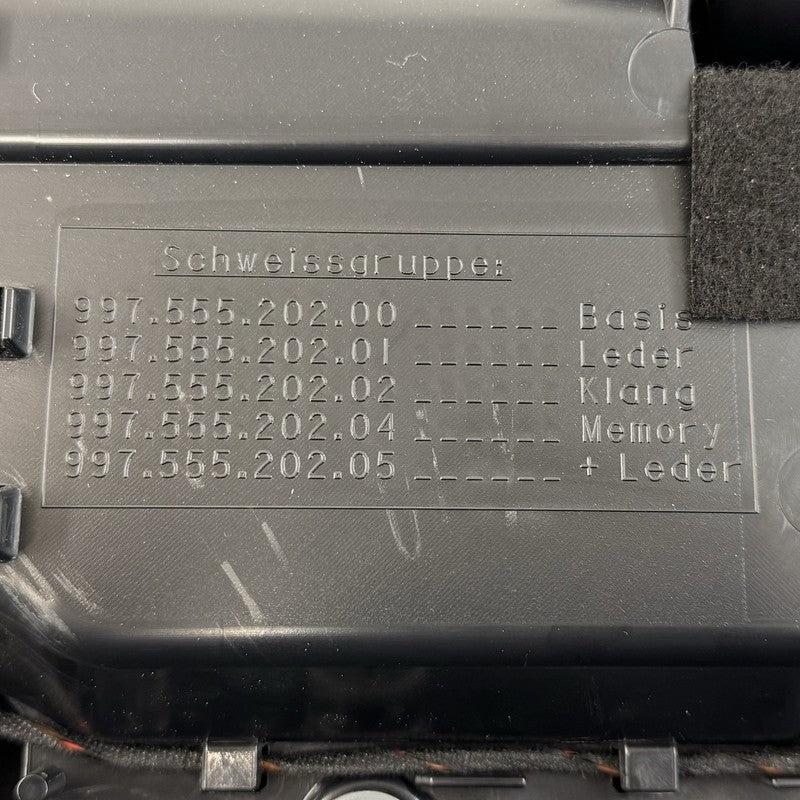 Schweissgruppe:
997.555.202.00 ______ Basis
997.555.202.01 ______ Leder
997.555.202.02 ______ Klang
997.555.202.04 ______ Memory
997.555.202.05 ______ + Leder